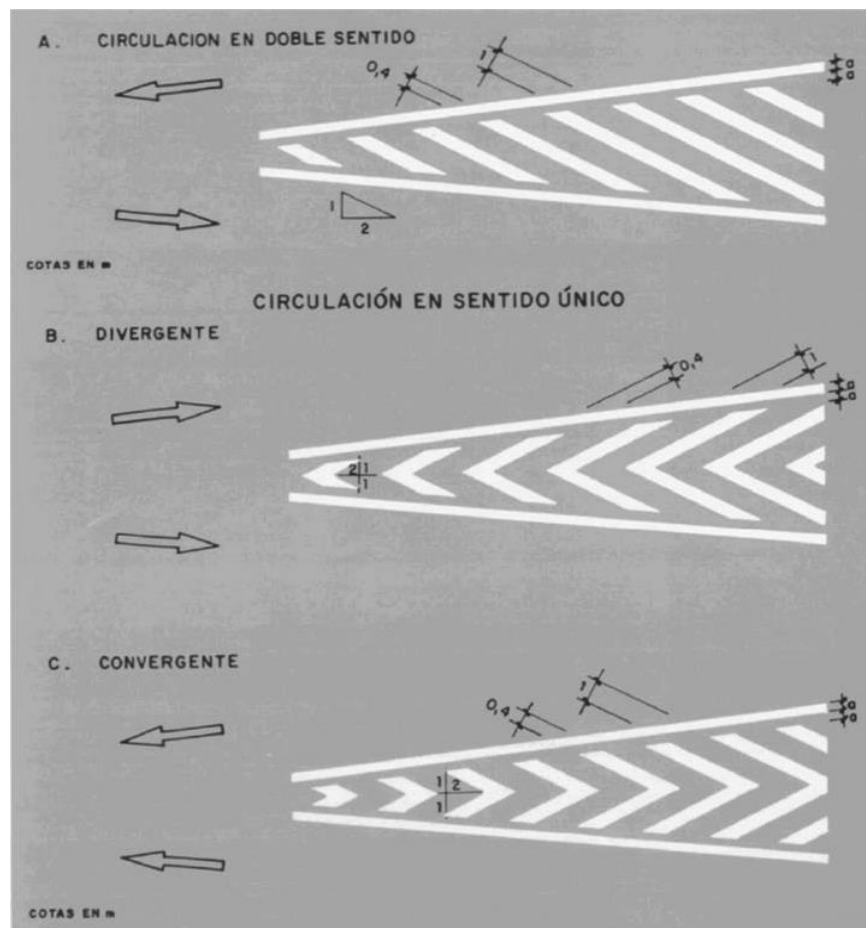 A. CIRCULACION EN DOBLE SENTIDO
0,4
1
a
a
1
2
COTAS EN m
CIRCULACIÓN EN SENTIDO ÚNICO
B. DIVERGENTE
0,4
1
a
a
2 1
1
C. CONVERGENTE
0,4
1
a
a
1 2
1
COTAS EN m